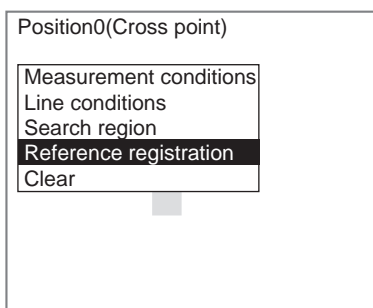 Position0(Cross point)
Measurement conditions
Line conditions
Search region
Reference registration
Clear